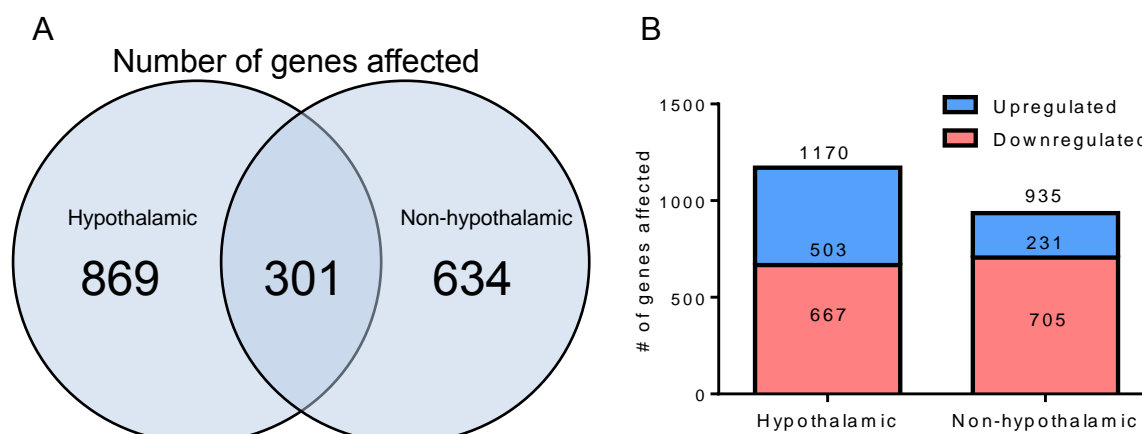 A
Number of genes affected
Hypothalamic
Non-hypothalamic
869
301
634
B
# of genes affected
1500
1000
500
0
Upregulated
Downregulated
1170
503
667
935
231
705
Hypothalamic
Non-hypothalamic